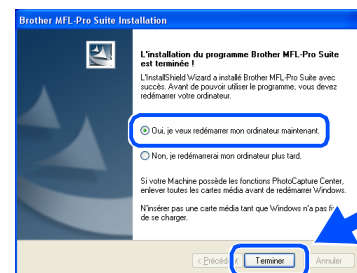 Brother MFL-Pro Suite Installation
L'installation du programme Brother MFL-Pro Suite
est terminée !
L'InstallShield Wizard a installé Brother MFL-Pro Suite avec
succès. Avant de pouvoir utiliser le programme, vous devez
redémarrer votre ordinateur.
Oui, je veux redémarrer mon ordinateur maintenant.
Non, je redémarrerai mon ordinateur plus tard.
Si votre Machine possède les fonctions PhotoCapture Center,
enlever toutes les cartes média avant de redémarrer Windows.
N'insérer pas une carte média tant que Windows n'a pas
de se charger.
< Précédent Terminer Annuler